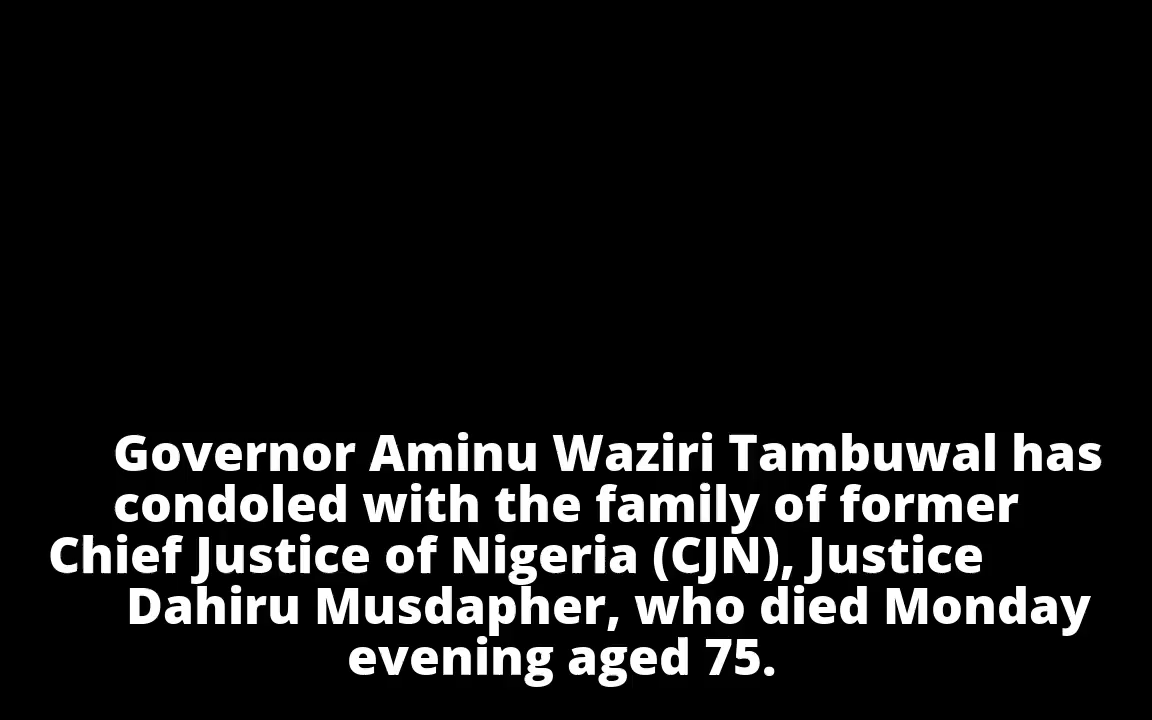 Governor Aminu Waziri Tambuwal has
condoled with the family of former
Chief Justice of Nigeria (CJN), Justice
Dahiru Musdapher, who died Monday
evening aged 75.